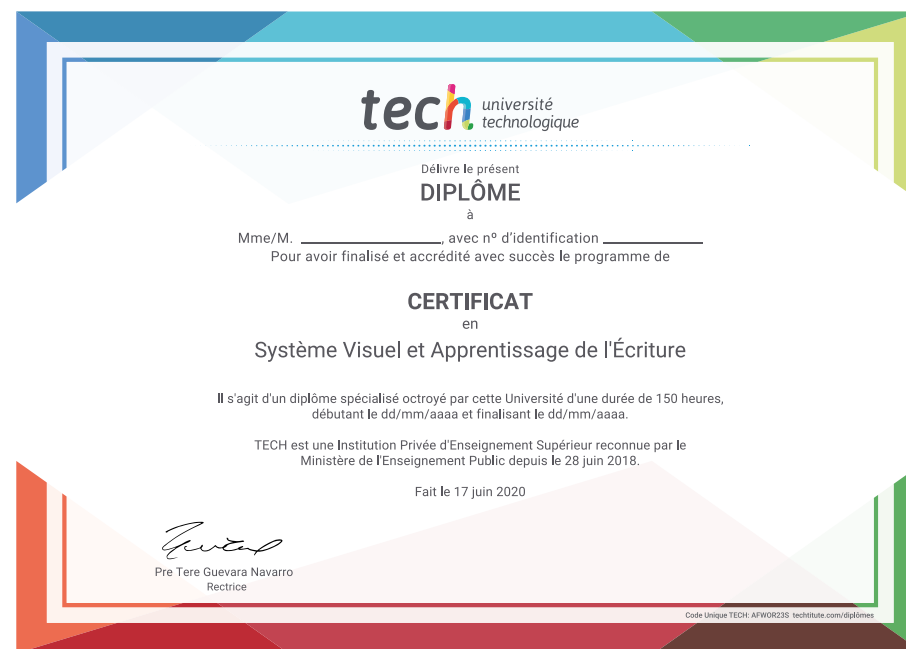 tech université
technologique
Délivre le présent
DIPLÔME
à
Mme/M. ____________________, avec nº d'identification ______________
Pour avoir finalisé et accrédité avec succès le programme de
CERTIFICAT
en
Système Visuel et Apprentissage de l'Écriture
Il s'agit d'un diplôme spécialisé octroyé par cette Université d'une durée de 150 heures,
débutant le dd/mm/aaaa et finalisant le dd/mm/aaaa.
TECH est une Institution Privée d'Enseignement Supérieur reconnue par le
Ministère de l'Enseignement Public depuis le 28 juin 2018.
Fait le 17 juin 2020
Pre Tere Guevara Navarro
Rectrice
Code Unique TECH: AFWOR23S techtitute.com/diplômes